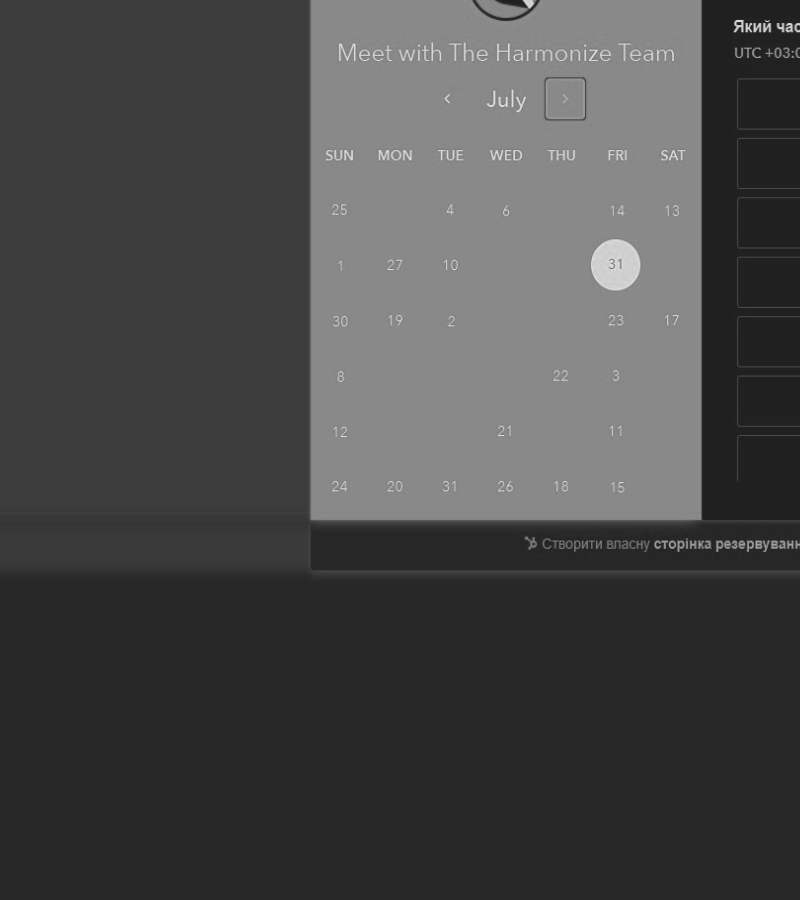 Meet with The Harmonize Team
Який час
UTC +03:0
‹ July ›
SUN MON TUE WED THU FRI SAT
25 4 6 14 13
1 27 10 31
30 19 2 23 17
8 22 3
12 21 11
24 20 31 26 18 15
Створити власну сторінка резервуванн